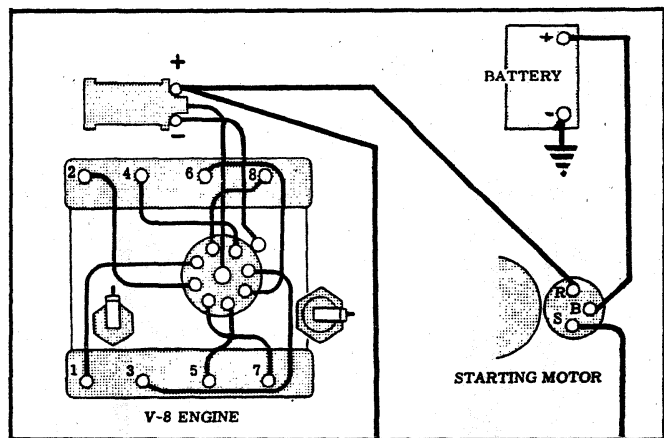 +
BATTERY
+
-
-
2 4 6 8
R
B
S
1 3 5 7
STARTING MOTOR
V-8 ENGINE